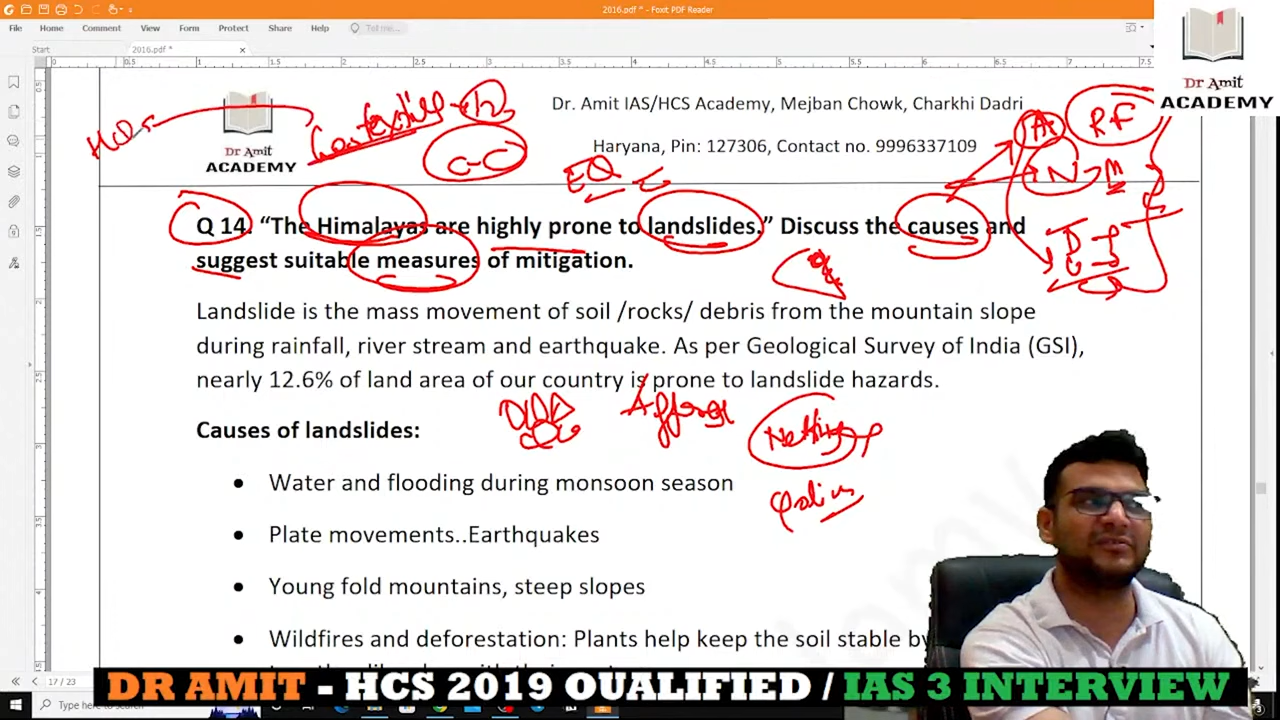 2016.pdf * - Foxit PDF Reader
File Home Comment View Form Protect Share Help Tell me...
Start 2016.pdf *
Dr Amit
ACADEMY
Dr. Amit IAS/HCS Academy, Mejban Chowk, Charkhi Dadri
Haryana, Pin: 127306, Contact no. 9996337109
Dr Amit
ACADEMY
RF
N
EQ
Q 14. “The Himalayas are highly prone to landslides.” Discuss the causes and
suggest suitable measures of mitigation.
Landslide is the mass movement of soil /rocks/ debris from the mountain slope
during rainfall, river stream and earthquake. As per Geological Survey of India (GSI),
nearly 12.6% of land area of our country is prone to landslide hazards.
Causes of landslides:
Netting
• Water and flooding during monsoon season
• Plate movements..Earthquakes
• Young fold mountains, steep slopes
• Wildfires and deforestation: Plants help keep the soil stable by
17 / 23
DR AMIT - HCS 2019 QUALIFIED / IAS 3 INTERVIEW
Type here to search